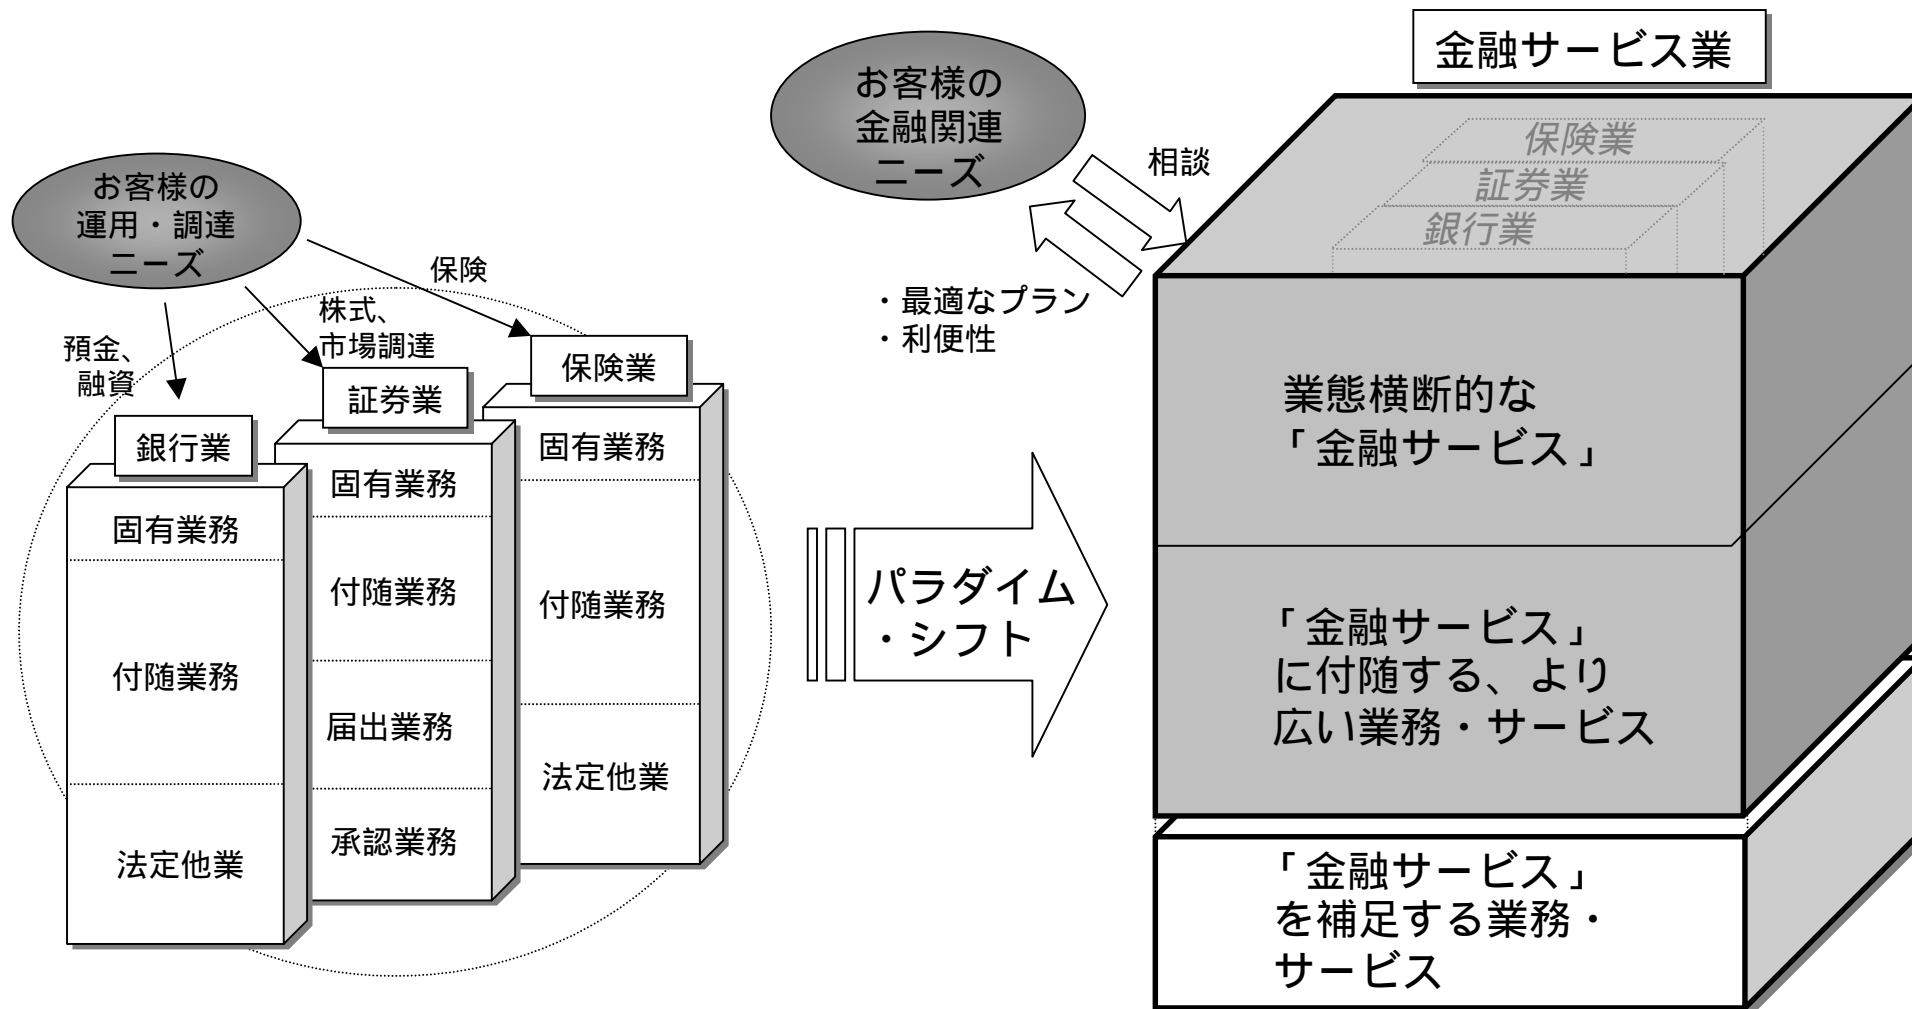 お客様の
運用・調達
ニーズ
預金、
融資
株式、
市場調達
保険
銀行業
固有業務
付随業務
法定他業
証券業
固有業務
付随業務
届出業務
承認業務
保険業
固有業務
付随業務
法定他業
パラダイム
・シフト
お客様の
金融関連
ニーズ
相談
・最適なプラン
・利便性
金融サービス業
保険業
証券業
銀行業
業態横断的な
「金融サービス」
「金融サービス」
に付随する、より
広い業務・サービス
「金融サービス」
を補足する業務・
サービス